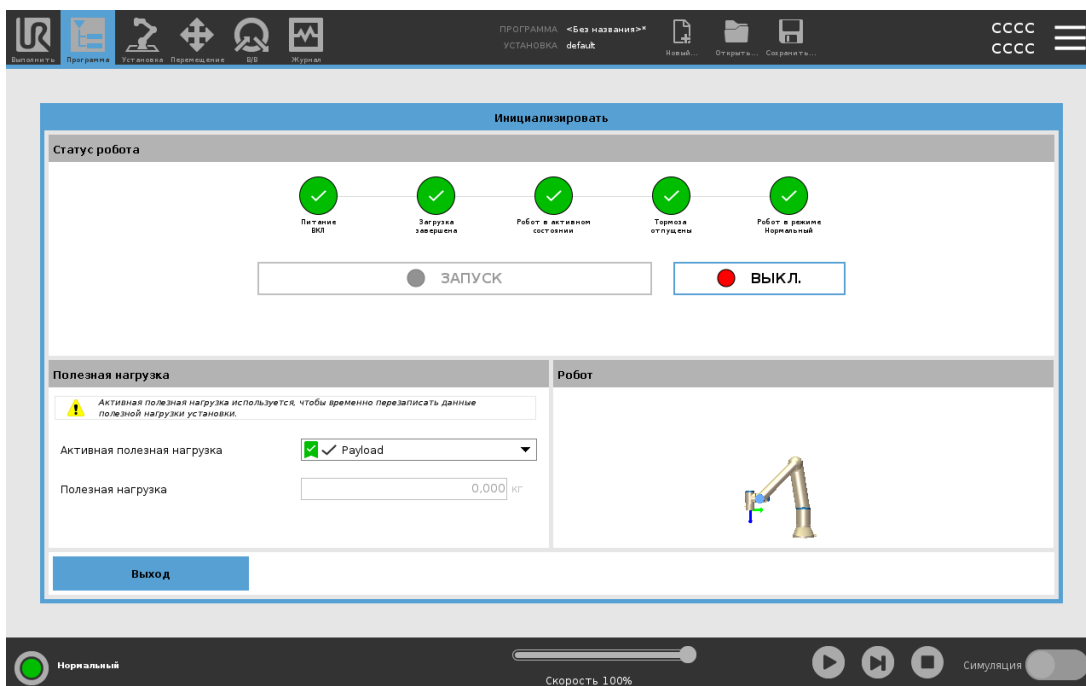 ПРОГРАММА <Без названия>*
УСТАНОВКА default
CCCC
CCCC
Выполнить Программа Установка Перемещение В/В Журнал Новый... Открыть... Сохранить...
Инициализировать
Статус робота
Питание ВКЛ
Загрузка завершена
Робот в активном состоянии
Тормоза отпущены
Робот в режиме Нормальный
ЗАПУСК ВЫКЛ.
Полезная нагрузка
Активная полезная нагрузка используется, чтобы временно перезаписать данные
полезной нагрузки установки.
Активная полезная нагрузка Payload
Полезная нагрузка 0,000 кг
Робот
Выход
Нормальный
Скорость 100%
Симуляция